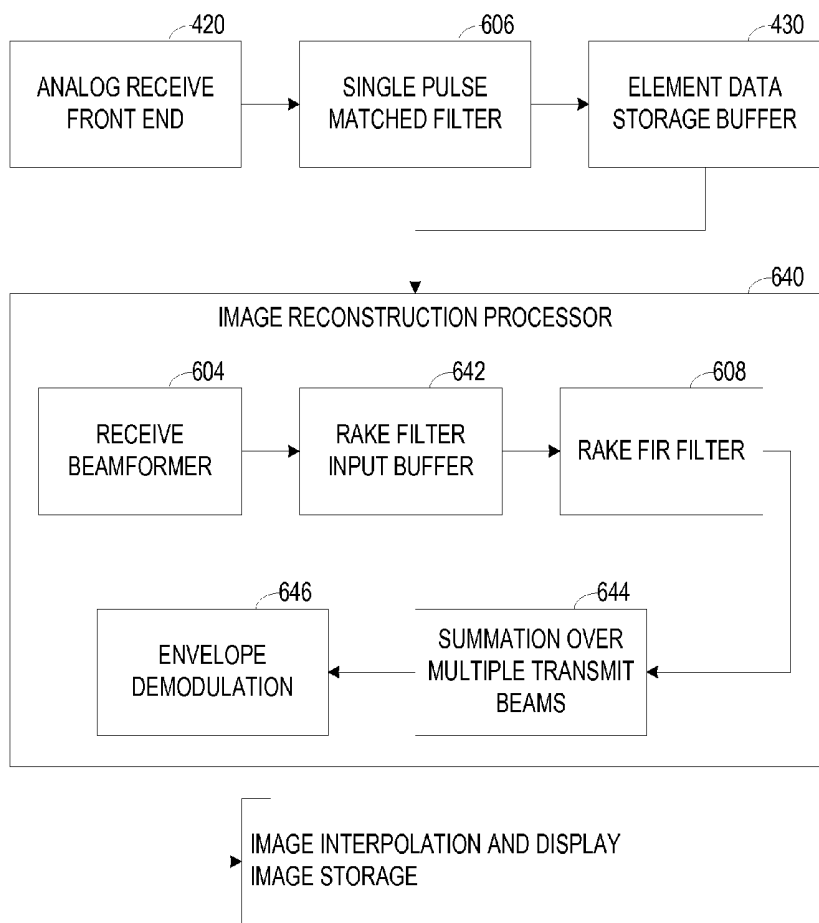 420
606
430
ANALOG RECEIVE
FRONT END
SINGLE PULSE
MATCHED FILTER
ELEMENT DATA
STORAGE BUFFER
640
IMAGE RECONSTRUCTION PROCESSOR
604
642
608
RECEIVE
BEAMFORMER
RAKE FILTER
INPUT BUFFER
RAKE FIR FILTER
646
644
ENVELOPE
DEMODULATION
SUMMATION OVER
MULTIPLE TRANSMIT
BEAMS
IMAGE INTERPOLATION AND DISPLAY
IMAGE STORAGE